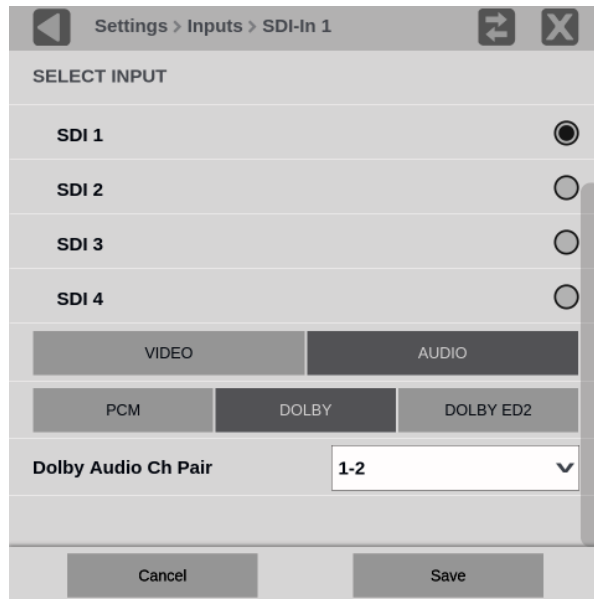 Settings > Inputs > SDI-In 1
SELECT INPUT
SDI 1
SDI 2
SDI 3
SDI 4
VIDEO AUDIO
PCM DOLBY DOLBY ED2
Dolby Audio Ch Pair 1-2
Cancel Save